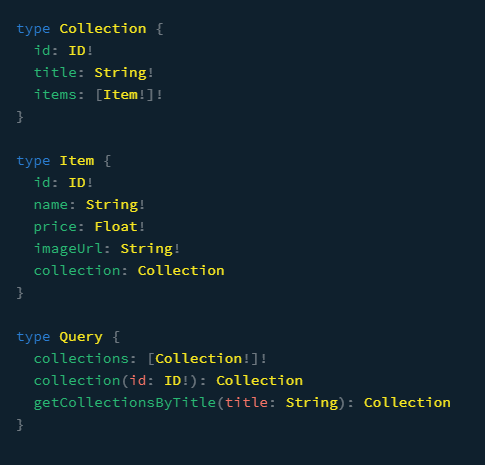 type Collection {
id: ID!
title: String!
items: [Item!]!
}
type Item {
id: ID!
name: String!
price: Float!
imageUrl: String!
collection: Collection
}
type Query {
collections: [Collection!]!
collection(id: ID!): Collection
getCollectionsByTitle(title: String): Collection
}